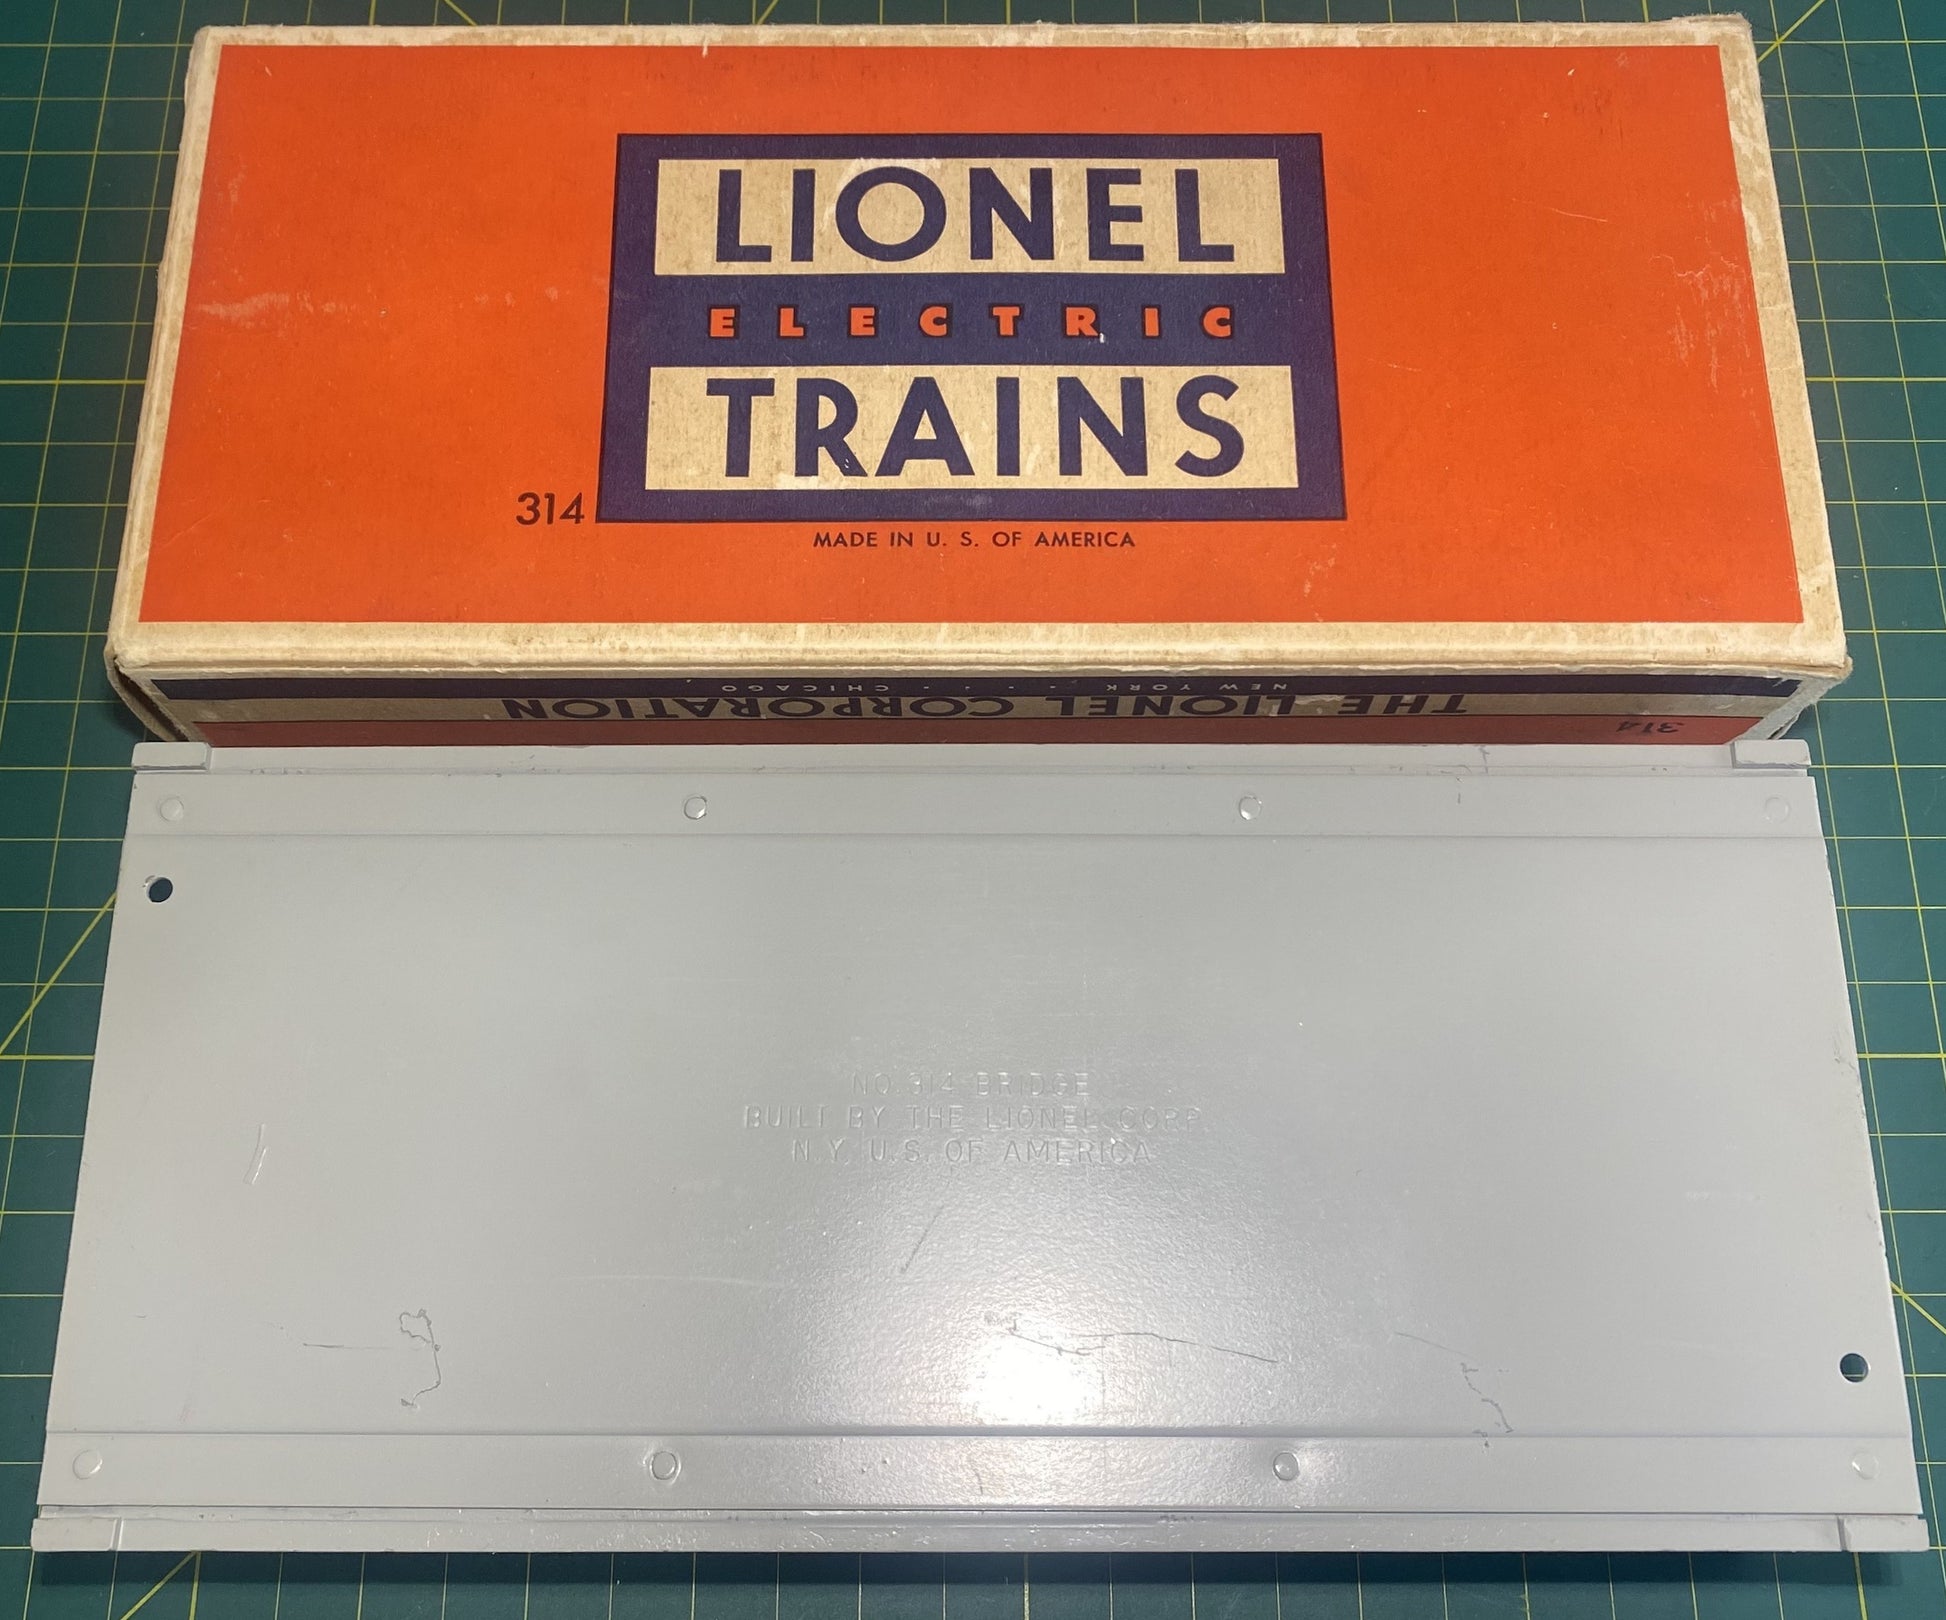 LIONEL
ELECTRIC
TRAINS
314
MADE IN U. S. OF AMERICA
NEW YORK · · · CHICAGO
THE LIONEL CORPORATION
314
NO. 314 BRIDGE
BUILT BY THE LIONEL CORP.
N.Y. U.S. OF AMERICA